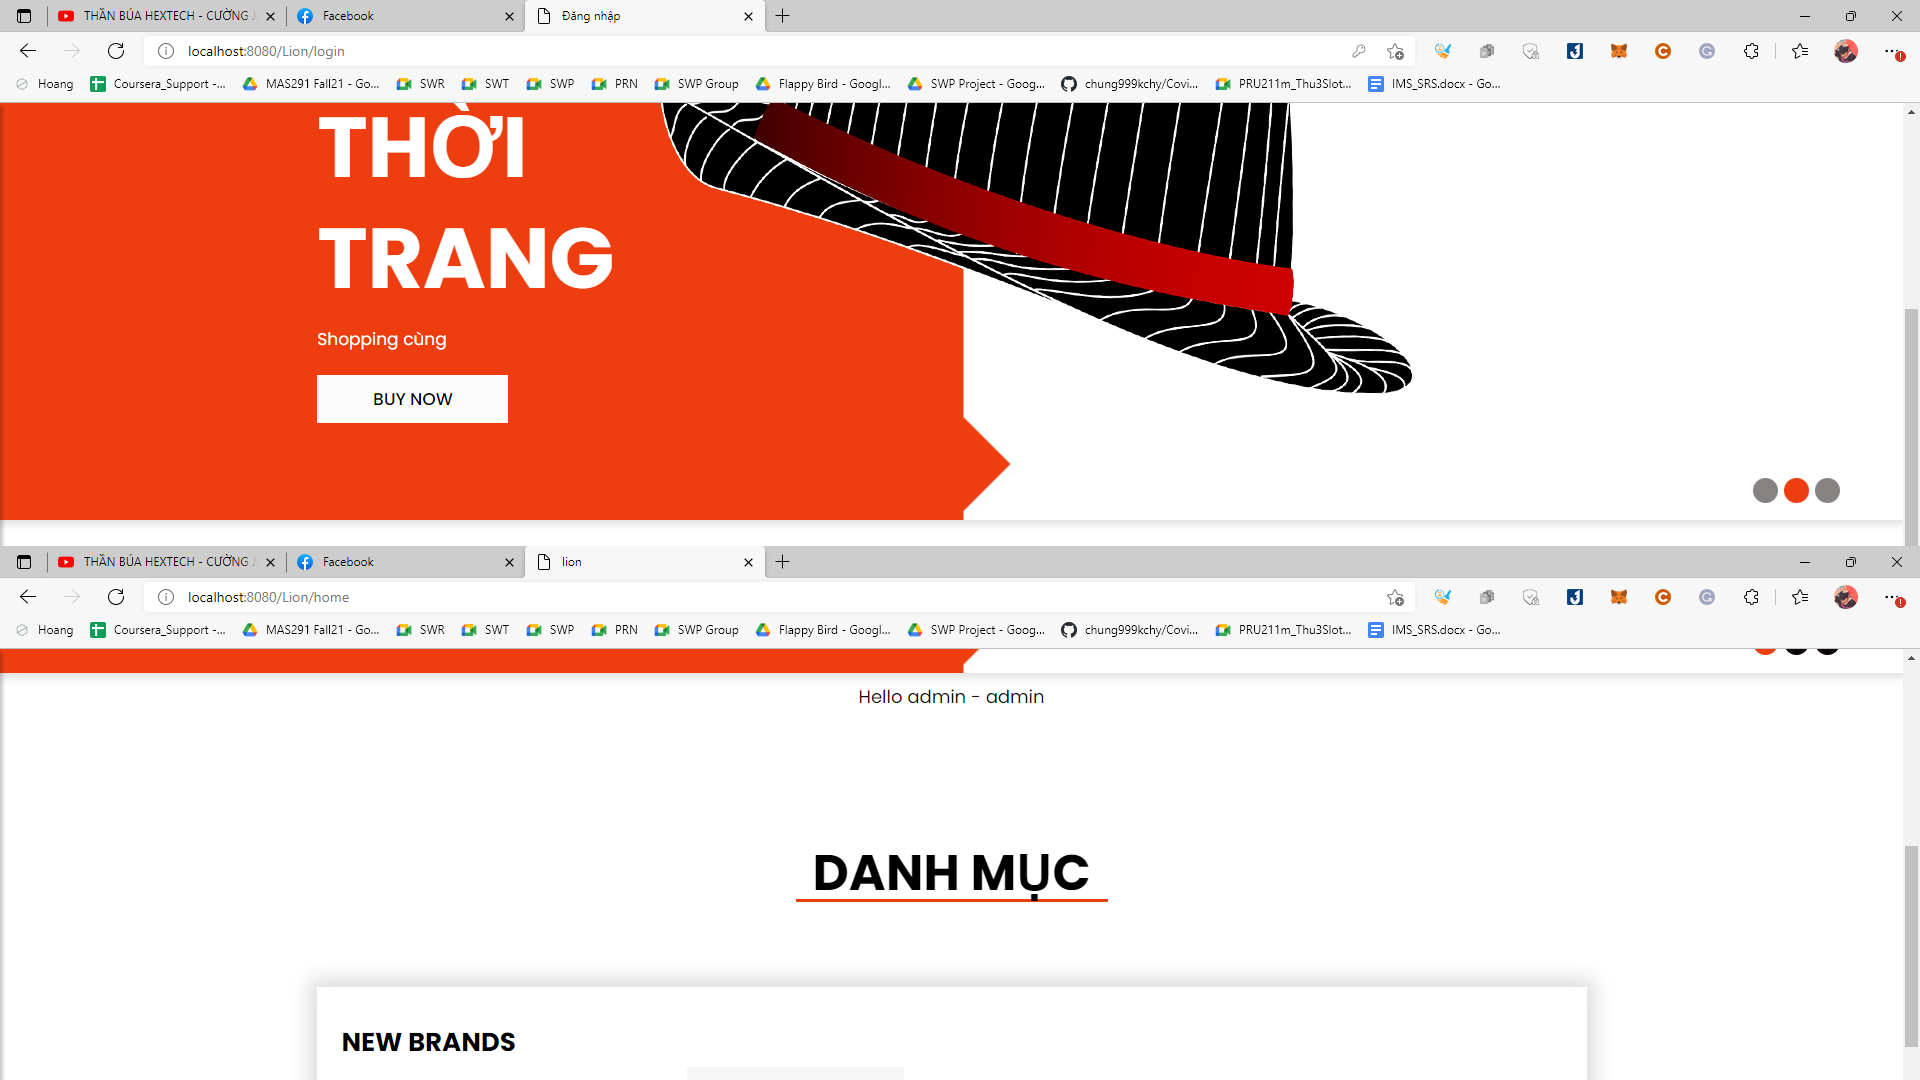 THẦN BÚA HEXTECH - CƯỜNG
Facebook
Đăng nhập
localhost:8080/Lion/login
Hoang
Coursera_Support -...
MAS291 Fall21 - Go...
SWR
SWT
SWP
PRN
SWP Group
Flappy Bird - Googl...
SWP Project - Goog...
chung999kchy/Covi...
PRU211m_Thu3Slot...
IMS_SRS.docx - Go...
THỜI
TRANG
Shopping cùng
BUY NOW
THẦN BÚA HEXTECH - CƯỜNG
Facebook
lion
localhost:8080/Lion/home
Hoang
Coursera_Support -...
MAS291 Fall21 - Go...
SWR
SWT
SWP
PRN
SWP Group
Flappy Bird - Googl...
SWP Project - Goog...
chung999kchy/Covi...
PRU211m_Thu3Slot...
IMS_SRS.docx - Go...
Hello admin - admin
DANH MỤC
NEW BRANDS